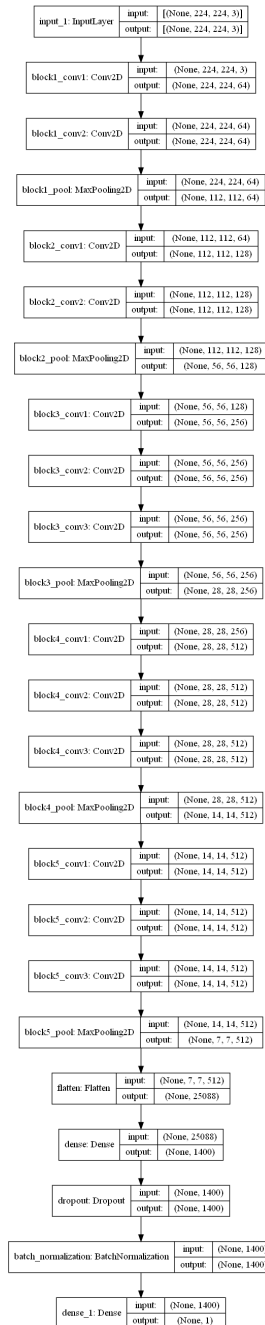 input_1: InputLayer
input: [(None, 224, 224, 3)]
output: [(None, 224, 224, 3)]
block1_conv1: Conv2D
input: (None, 224, 224, 3)
output: (None, 224, 224, 64)
block1_conv2: Conv2D
input: (None, 224, 224, 64)
output: (None, 224, 224, 64)
block1_pool: MaxPooling2D
input: (None, 224, 224, 64)
output: (None, 112, 112, 64)
block2_conv1: Conv2D
input: (None, 112, 112, 64)
output: (None, 112, 112, 128)
block2_conv2: Conv2D
input: (None, 112, 112, 128)
output: (None, 112, 112, 128)
block2_pool: MaxPooling2D
input: (None, 112, 112, 128)
output: (None, 56, 56, 128)
block3_conv1: Conv2D
input: (None, 56, 56, 128)
output: (None, 56, 56, 256)
block3_conv2: Conv2D
input: (None, 56, 56, 256)
output: (None, 56, 56, 256)
block3_conv3: Conv2D
input: (None, 56, 56, 256)
output: (None, 56, 56, 256)
block3_pool: MaxPooling2D
input: (None, 56, 56, 256)
output: (None, 28, 28, 256)
block4_conv1: Conv2D
input: (None, 28, 28, 256)
output: (None, 28, 28, 512)
block4_conv2: Conv2D
input: (None, 28, 28, 512)
output: (None, 28, 28, 512)
block4_conv3: Conv2D
input: (None, 28, 28, 512)
output: (None, 28, 28, 512)
block4_pool: MaxPooling2D
input: (None, 28, 28, 512)
output: (None, 14, 14, 512)
block5_conv1: Conv2D
input: (None, 14, 14, 512)
output: (None, 14, 14, 512)
block5_conv2: Conv2D
input: (None, 14, 14, 512)
output: (None, 14, 14, 512)
block5_conv3: Conv2D
input: (None, 14, 14, 512)
output: (None, 14, 14, 512)
block5_pool: MaxPooling2D
input: (None, 14, 14, 512)
output: (None, 7, 7, 512)
flatten: Flatten
input: (None, 7, 7, 512)
output: (None, 25088)
dense: Dense
input: (None, 25088)
output: (None, 1400)
dropout: Dropout
input: (None, 1400)
output: (None, 1400)
batch_normalization: BatchNormalization
input: (None, 1400)
output: (None, 1400)
dense_1: Dense
input: (None, 1400)
output: (None, 1)